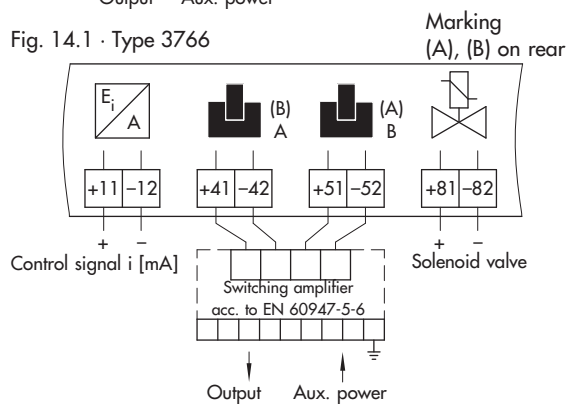 Output Aux. power
Fig. 14.1 · Type 3766
Marking
(A), (B) on rear
Ei
A
(B)
A
(A)
B
+11 –12 +41 –42 +51 –52 +81 –82
+ – + –
Control signal i [mA] Solenoid valve
Switching amplifier
acc. to EN 60947-5-6
Output Aux. power